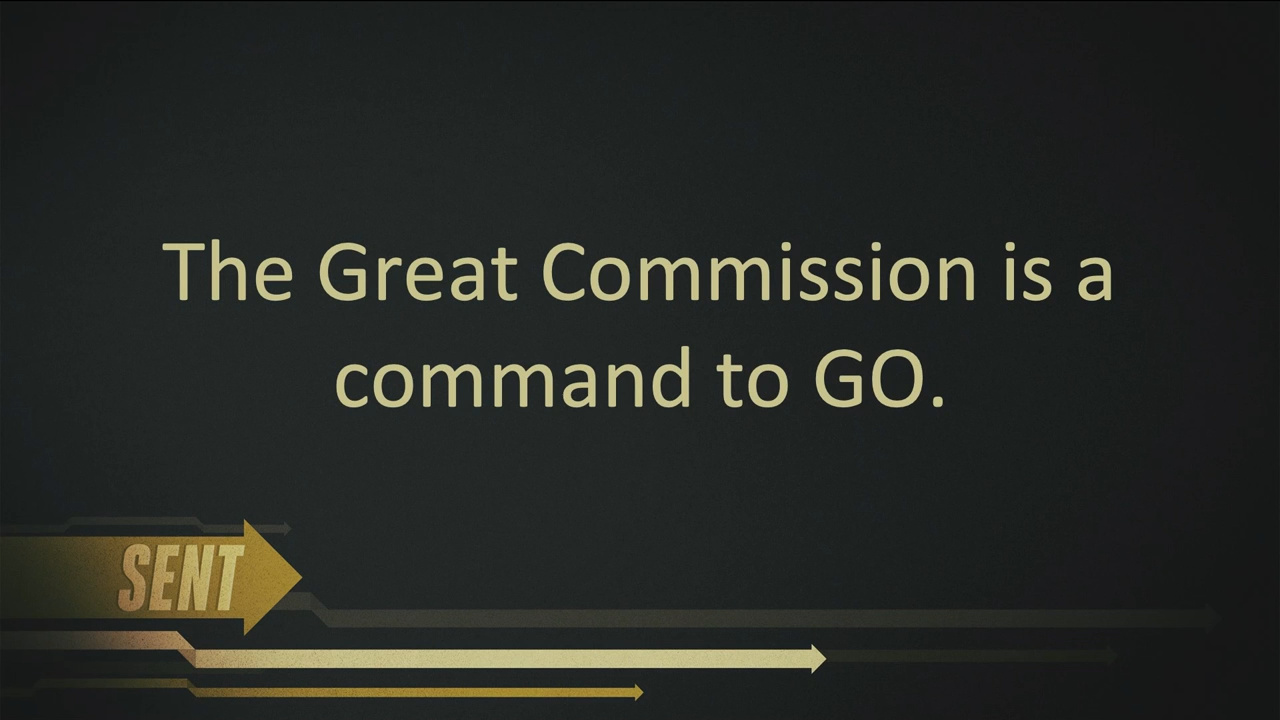 The Great Commission is a
command to GO.
SENT